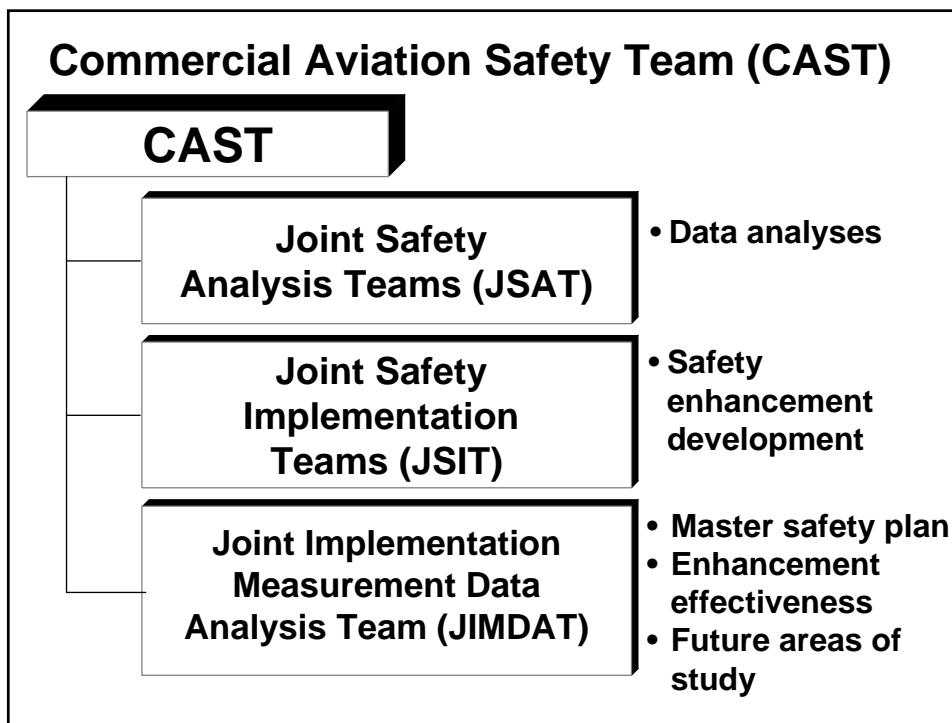 Commercial Aviation Safety Team (CAST)
CAST
Joint Safety
Analysis Teams (JSAT)
• Data analyses
Joint Safety
Implementation
Teams (JSIT)
• Safety
enhancement
development
Joint Implementation
Measurement Data
Analysis Team (JIMDAT)
• Master safety plan
• Enhancement
effectiveness
• Future areas of
study